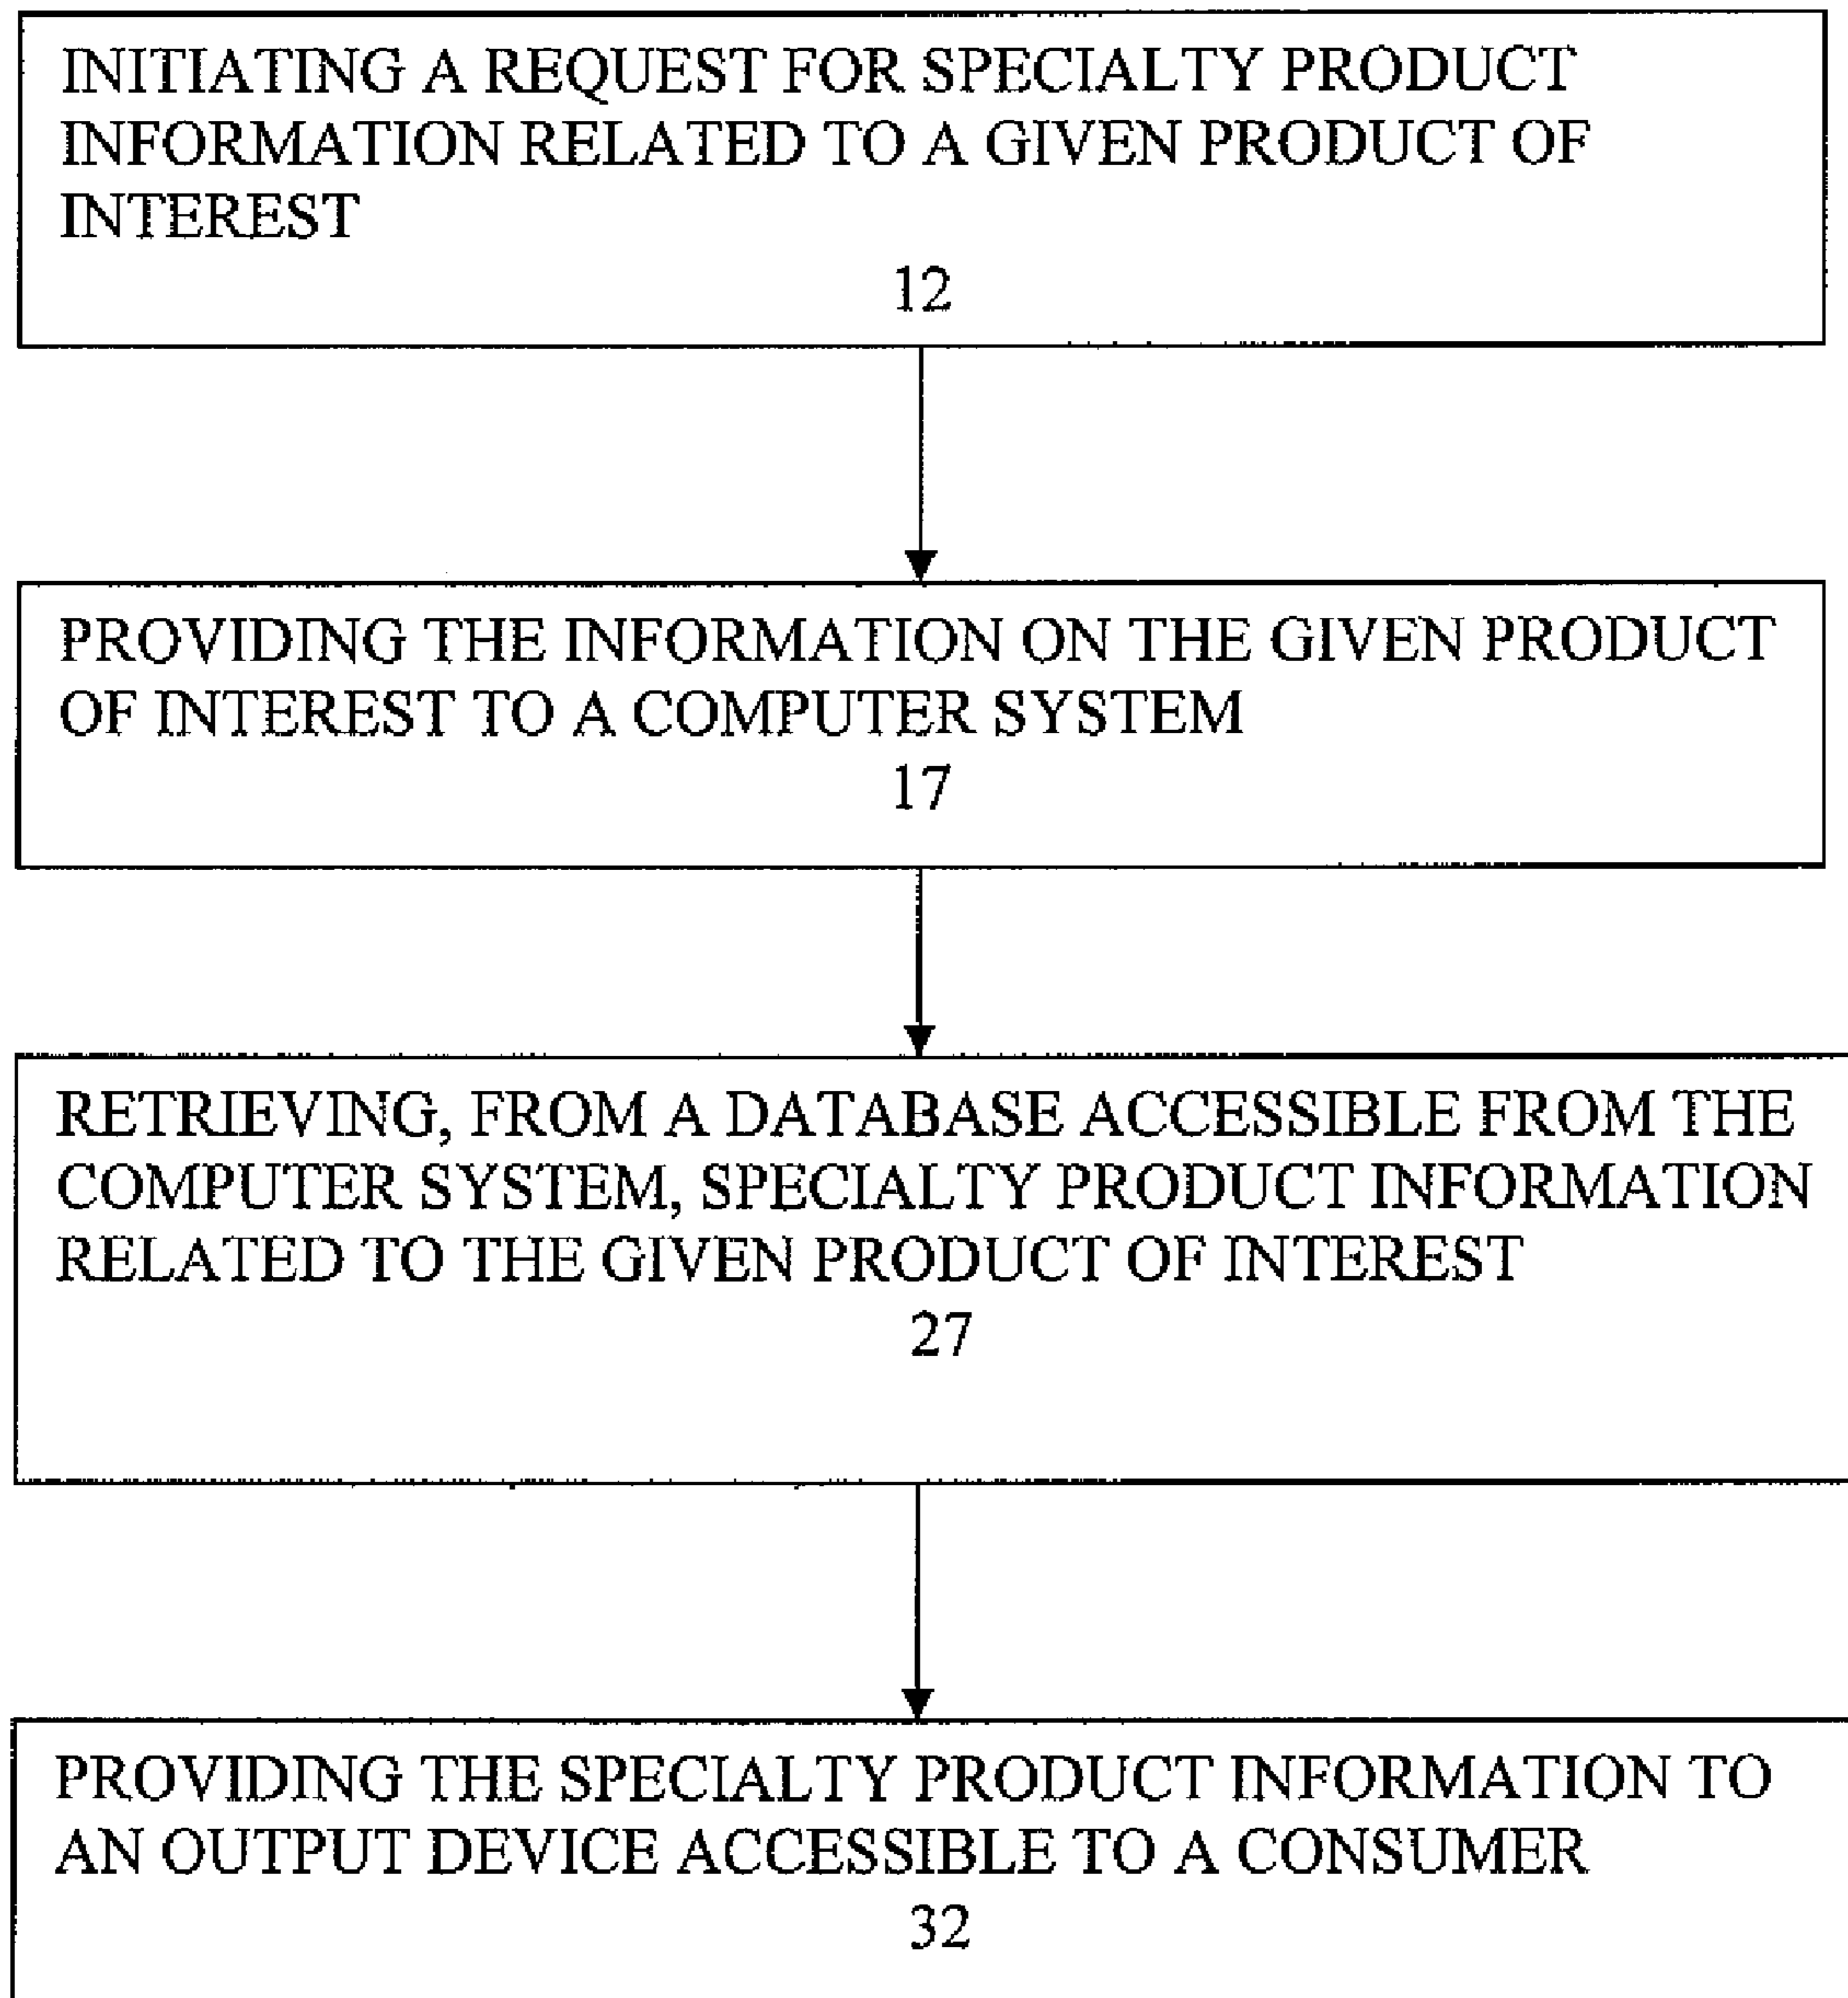 INITIATING A REQUEST FOR SPECIALTY PRODUCT
INFORMATION RELATED TO A GIVEN PRODUCT OF
INTEREST
12
PROVIDING THE INFORMATION ON THE GIVEN PRODUCT
OF INTEREST TO A COMPUTER SYSTEM
17
RETRIEVING, FROM A DATABASE ACCESSIBLE FROM THE
COMPUTER SYSTEM, SPECIALTY PRODUCT INFORMATION
RELATED TO THE GIVEN PRODUCT OF INTEREST
27
PROVIDING THE SPECIALTY PRODUCT INFORMATION TO
AN OUTPUT DEVICE ACCESSIBLE TO A CONSUMER
32